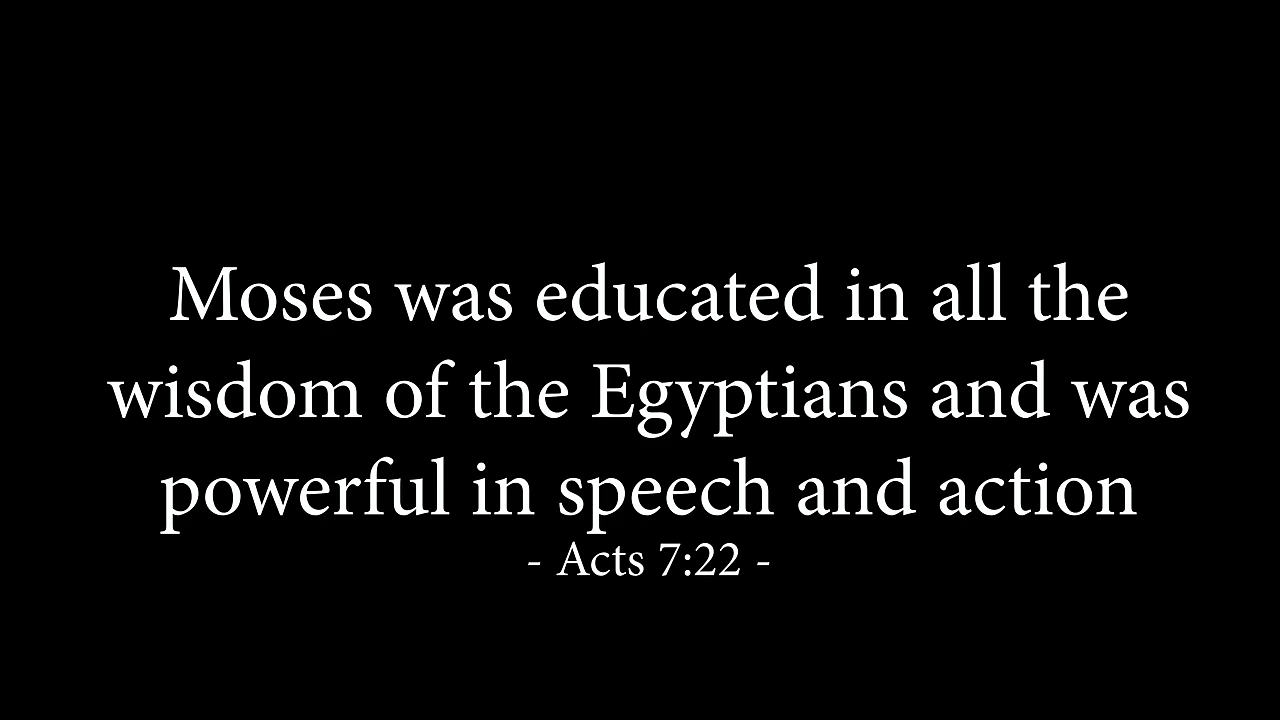 Moses was educated in all the
wisdom of the Egyptians and was
powerful in speech and action
- Acts 7:22 -